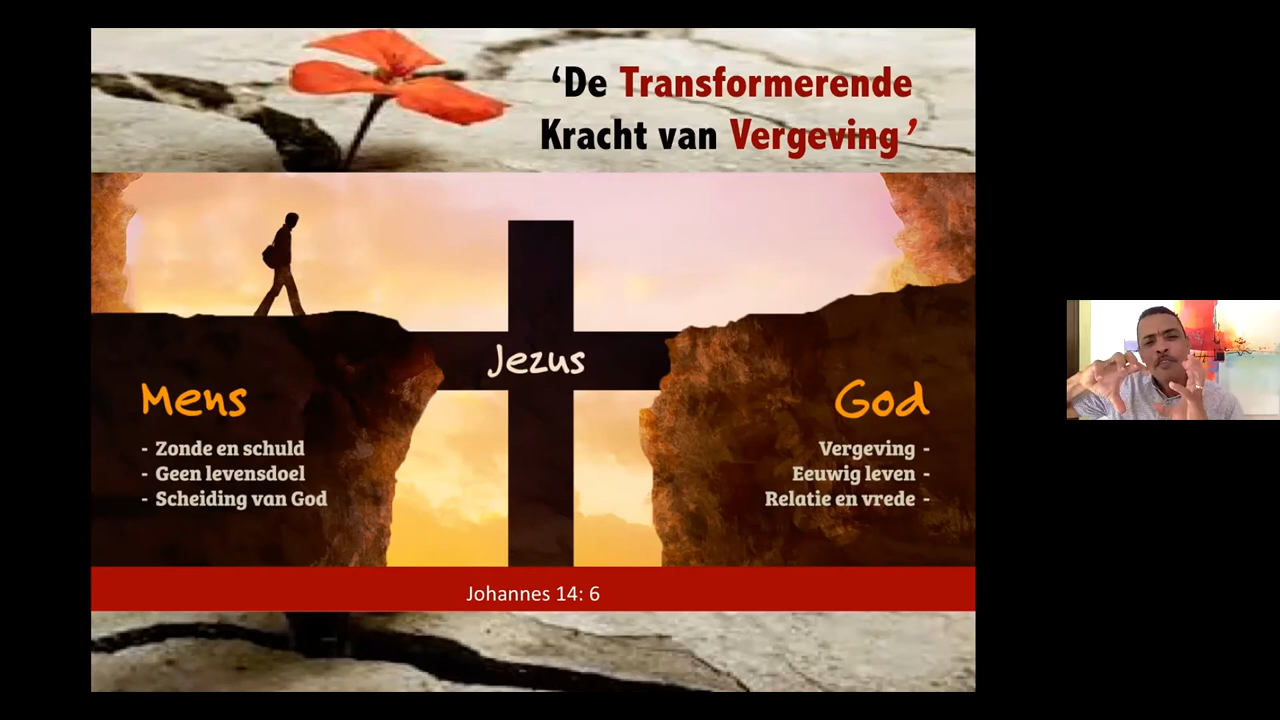 ‘De Transformerende
Kracht van Vergeving’
Jezus
Mens
- Zonde en schuld
- Geen levensdoel
- Scheiding van God
God
Vergeving -
Eeuwig leven -
Relatie en vrede -
Johannes 14: 6